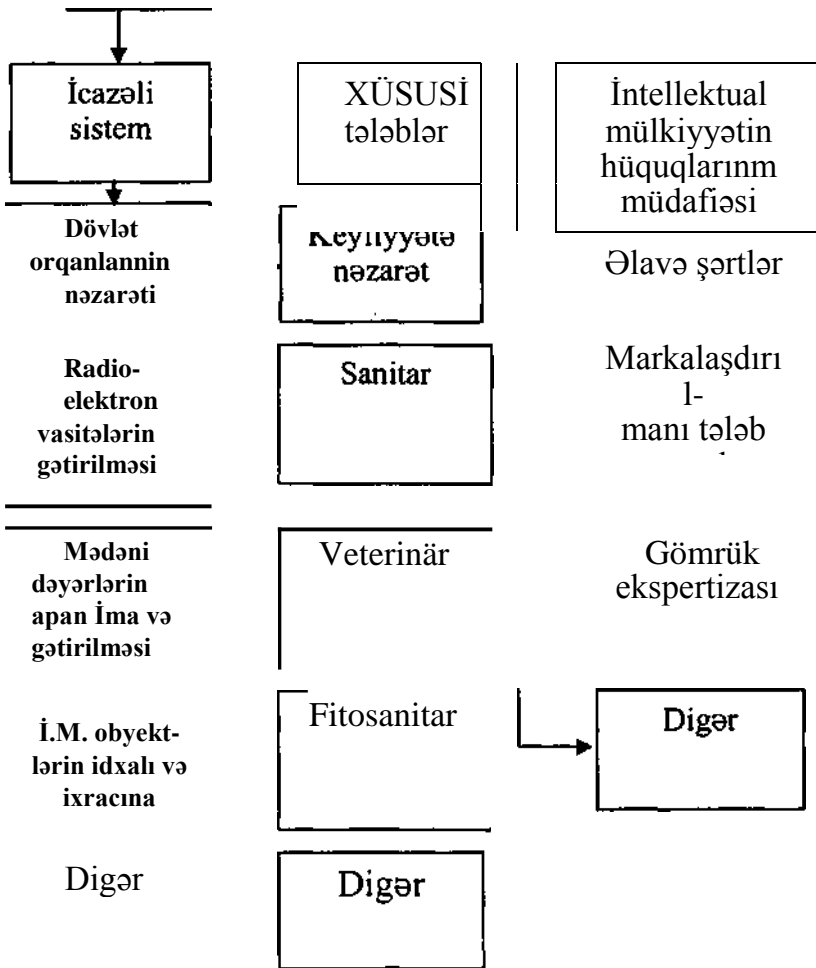 İcazəli
sistem
Dövlət
orqanlannin
nəzarəti
Radio-
elektron
vasitələrin
gətirilməsi
Mədəni
dəyərlərin
apan İma və
gətirilməsi
İ.M. obyekt-
lərin idxalı və
ixracına
Digər
XÜSUSİ
tələblər
Keyfiyyətə
nəzarət
Sanitar
Veterinär
Fitosanitar
Digər
İntellektual
mülkiyyətin
hüquqlarınm
müdafiəsi
Əlavə şərtlər
Markalaşdırı
l-
manı tələb
Gömrük
ekspertizası
Digər